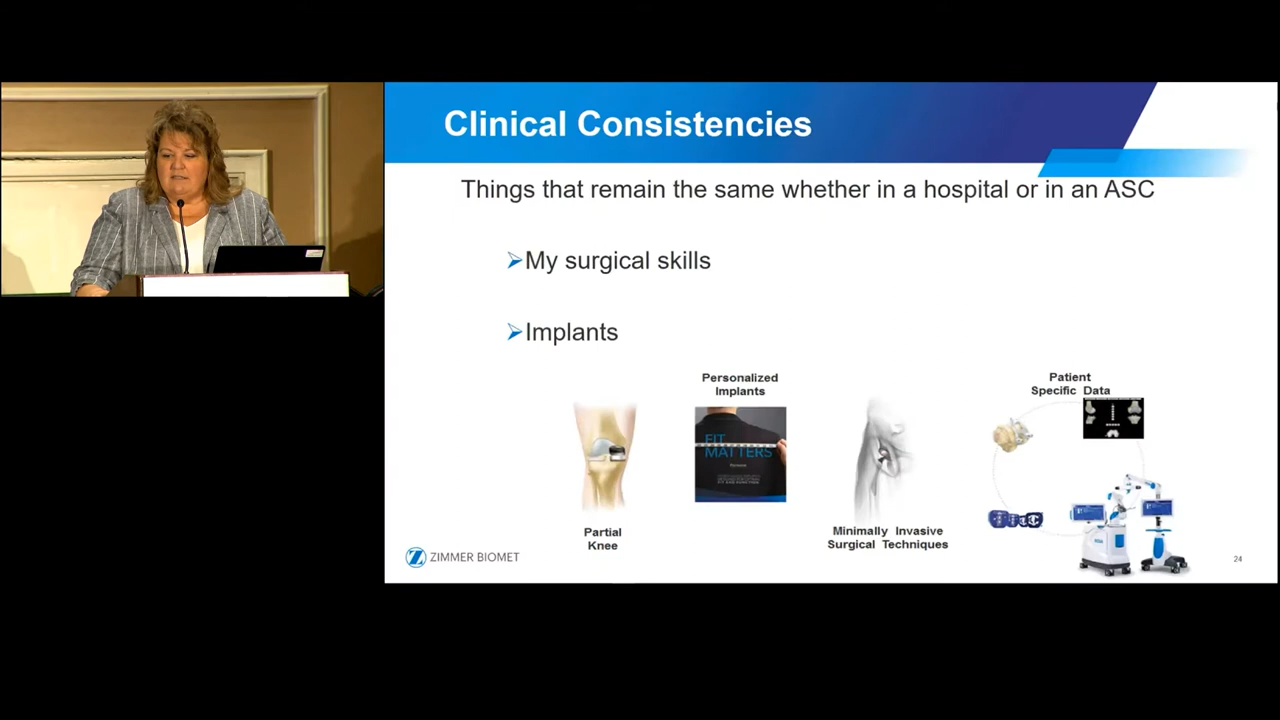 Clinical Consistencies
Things that remain the same whether in a hospital or in an ASC
My surgical skills
Implants
Partial
Knee
Personalized
Implants
FIT
MATTERS
Minimally Invasive
Surgical Techniques
Patient
Specific Data
ZIMMER BIOMET
24